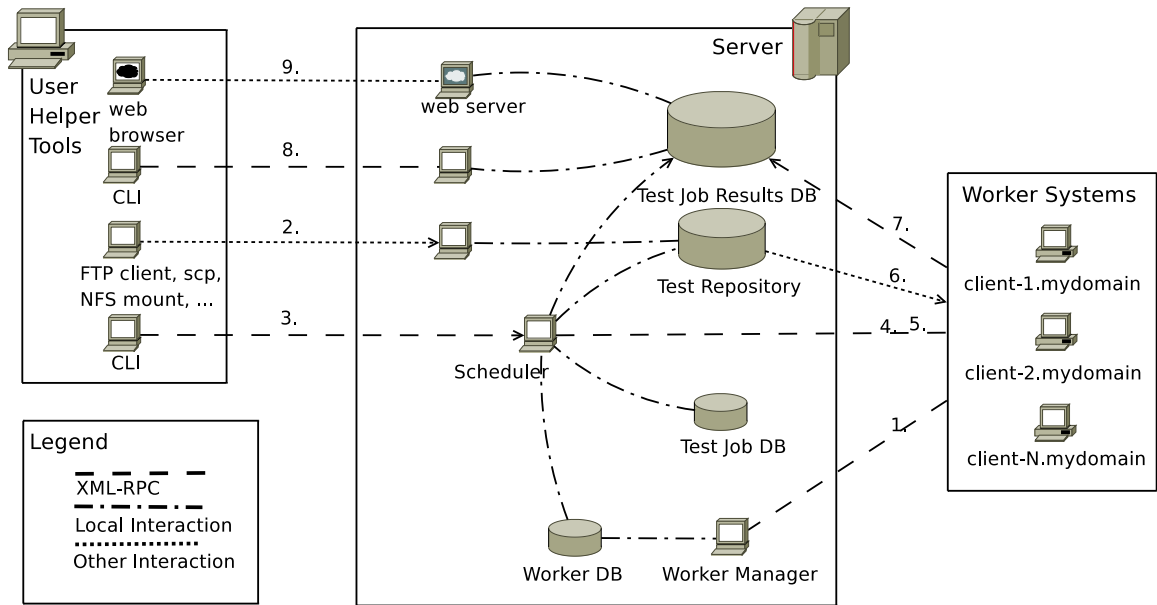 User
Helper
Tools
web
browser
CLI
FTP client, scp,
NFS mount, ...
CLI
9.
8.
2.
3.
Server
web server
Test Job Results DB
Test Repository
Scheduler
Test Job DB
Worker DB
Worker Manager
7.
6.
4.
5.
1.
Worker Systems
client-1.mydomain
client-2.mydomain
client-N.mydomain
Legend
XML-RPC
Local Interaction
Other Interaction